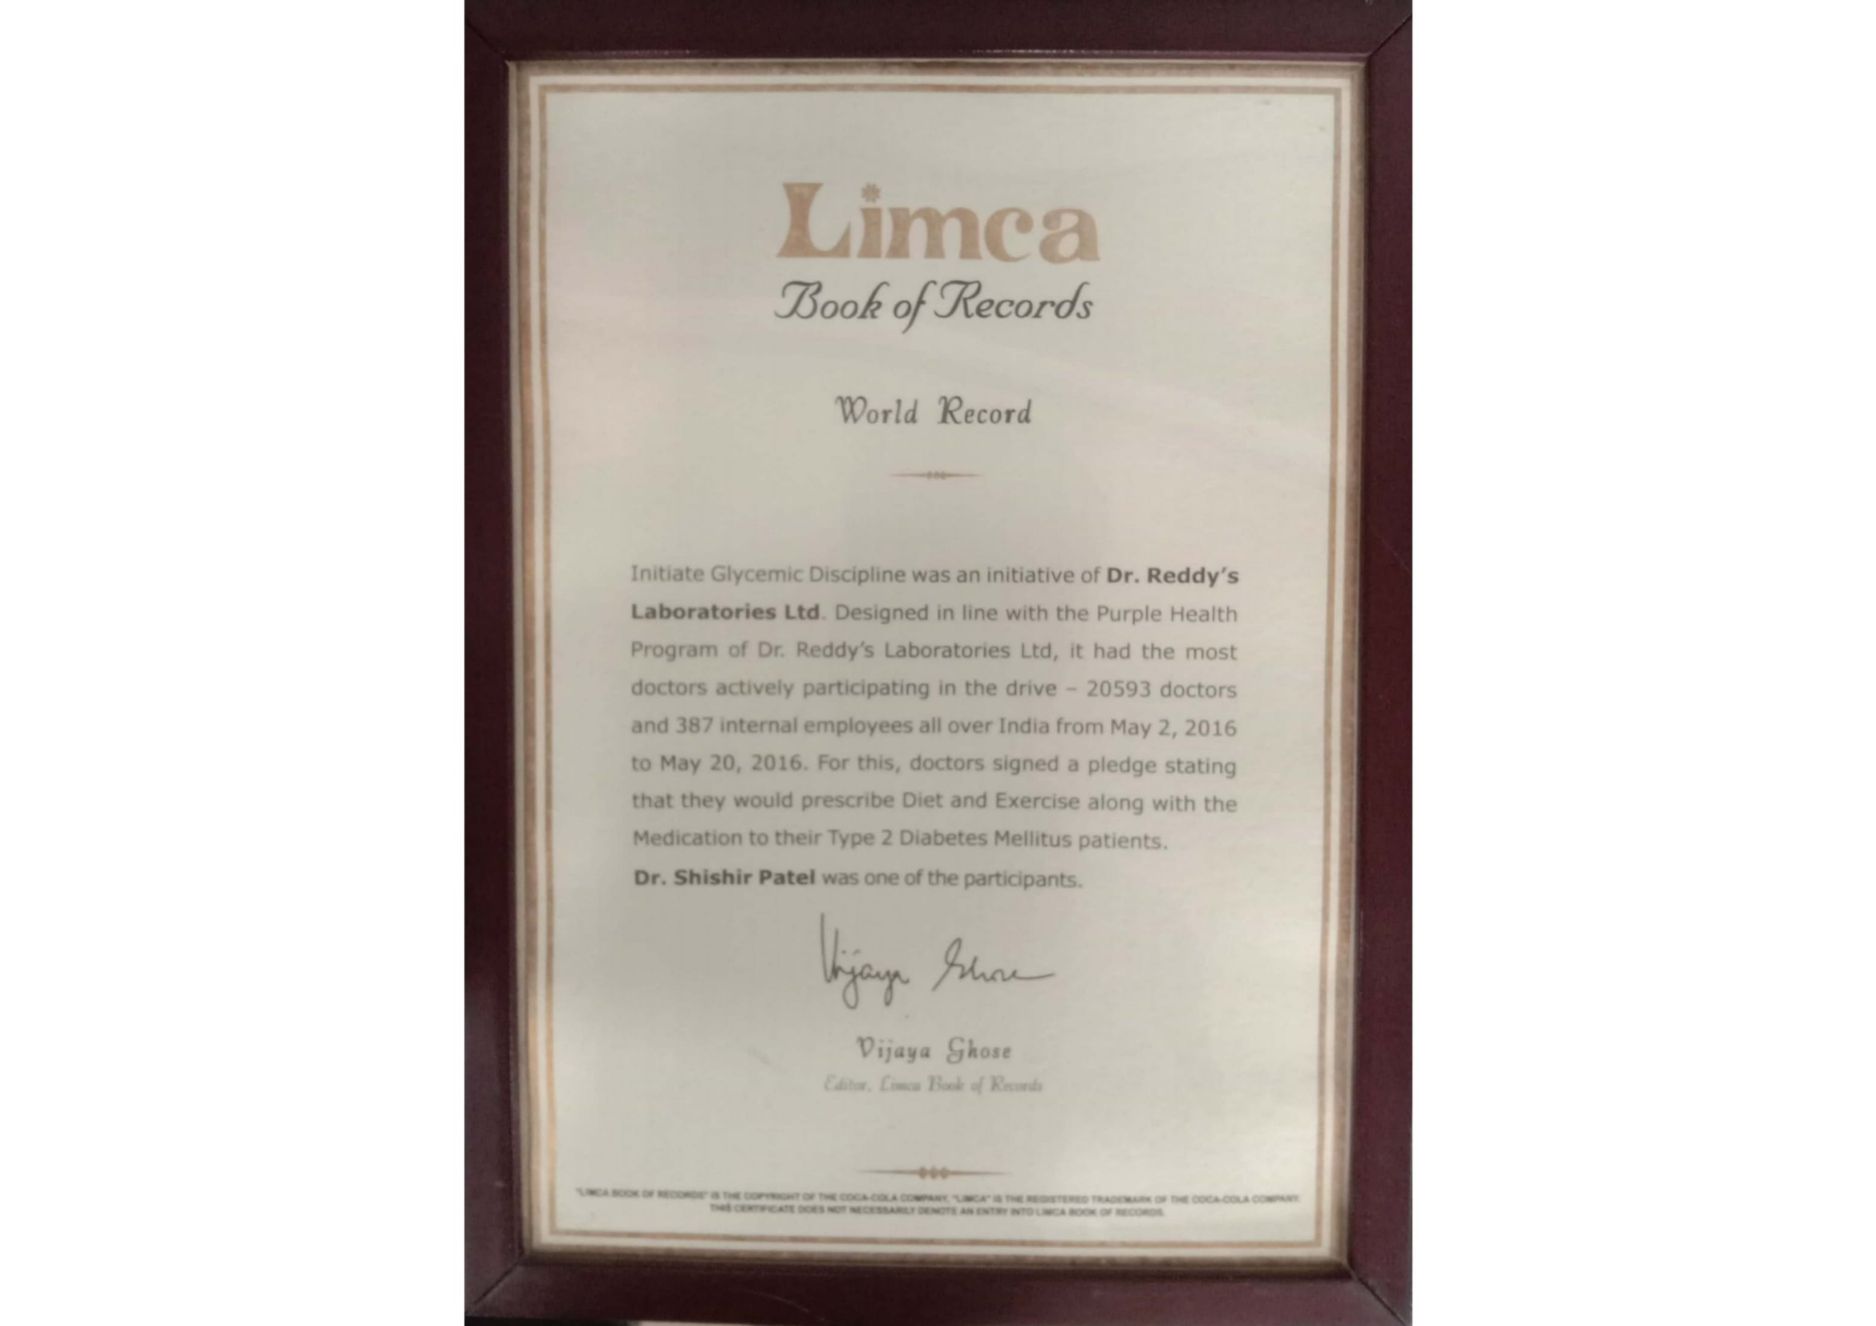 Limca
Book of Records
World Record
Initiate Glycemic Discipline was an initiative of Dr. Reddy's
Laboratories Ltd. Designed in line with the Purple Health
Program of Dr. Reddy's Laboratories Ltd, it had the most
doctors actively participating in the drive – 20593 doctors
and 387 internal employees all over India from May 2, 2016
to May 20, 2016. For this, doctors signed a pledge stating
that they would prescribe Diet and Exercise along with the
Medication to their Type 2 Diabetes Mellitus patients.
Dr. Shishir Patel was one of the participants.
Vijaya Ghose
Vijaya Ghose
Editor, Limca Book of Records
"LIMCA BOOK OF RECORDS" IS THE COPYRIGHT OF THE COCA-COLA COMPANY. "LIMCA" IS THE REGISTERED TRADEMARK OF THE COCA-COLA COMPANY.
THIS CERTIFICATE DOES NOT NECESSARILY DENOTE AN ENTRY INTO LIMCA BOOK OF RECORDS.